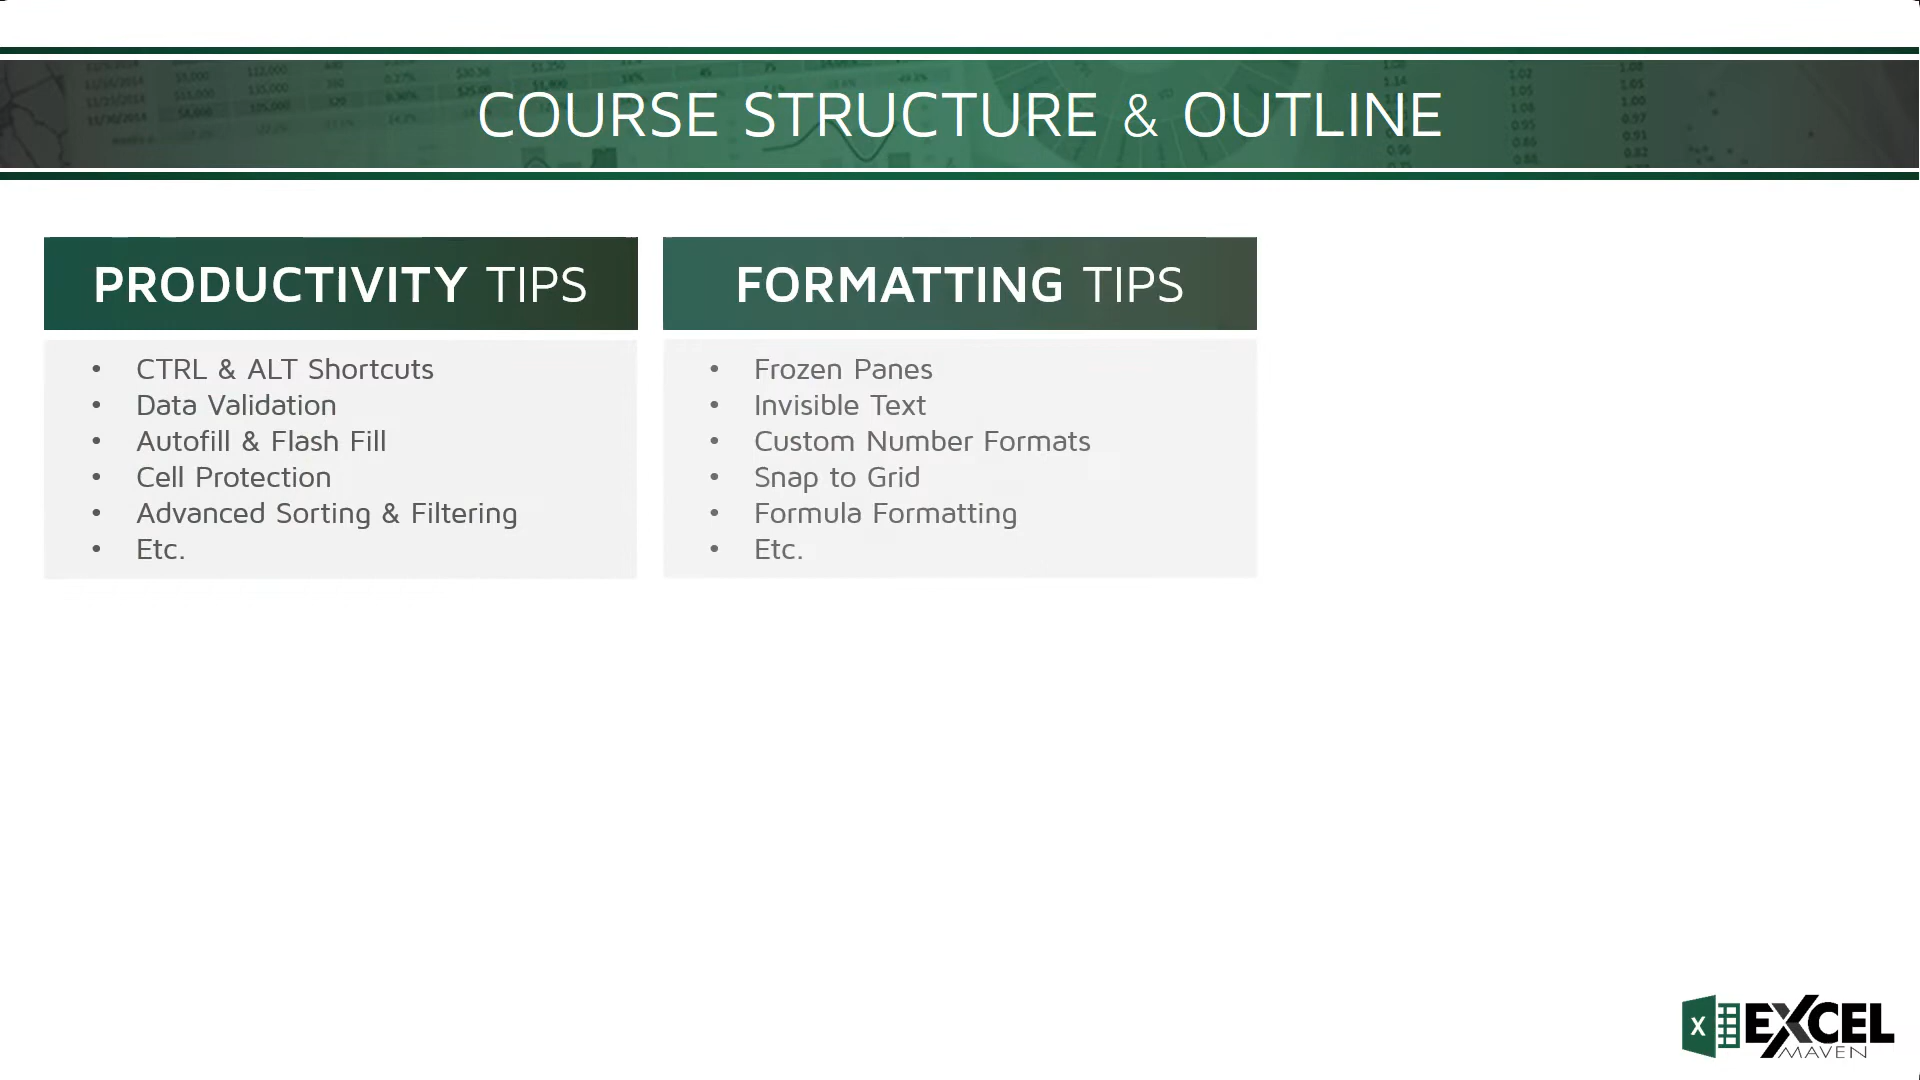 COURSE STRUCTURE & OUTLINE
PRODUCTIVITY TIPS
• CTRL & ALT Shortcuts
• Data Validation
• Autofill & Flash Fill
• Cell Protection
• Advanced Sorting & Filtering
• Etc.
FORMATTING TIPS
• Frozen Panes
• Invisible Text
• Custom Number Formats
• Snap to Grid
• Formula Formatting
• Etc.
X EXCEL
MAVEN